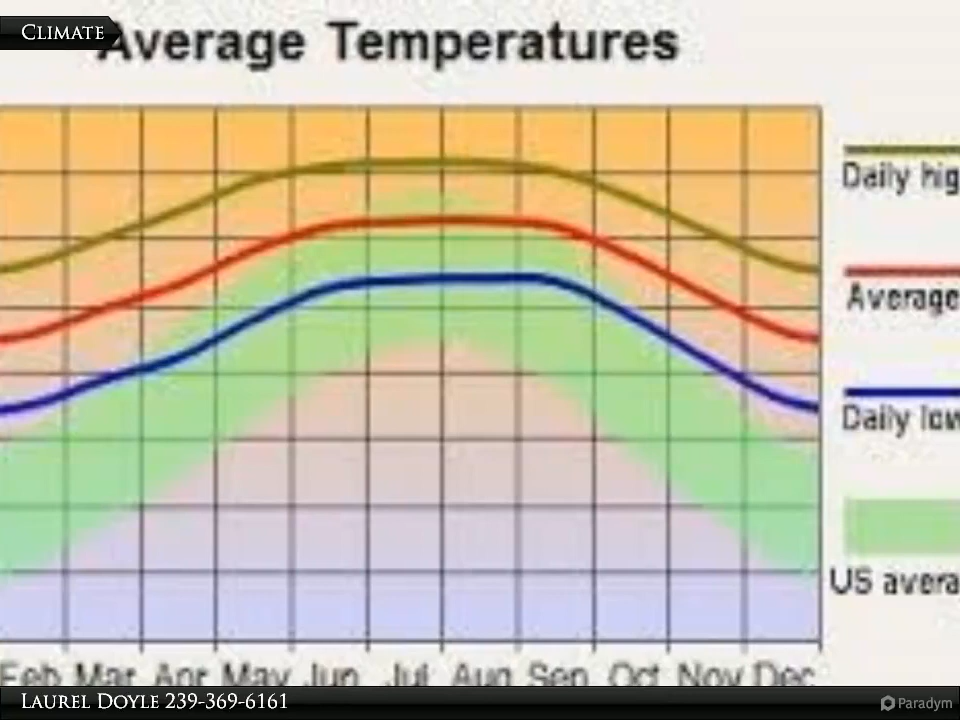 CLIMATE
Average Temperatures
Daily hig
Average
Daily low
US avera
Feb Mar Apr May Jun Jul Aug Sep Oct Nov Dec
LAUREL DOYLE 239-369-6161
Paradym